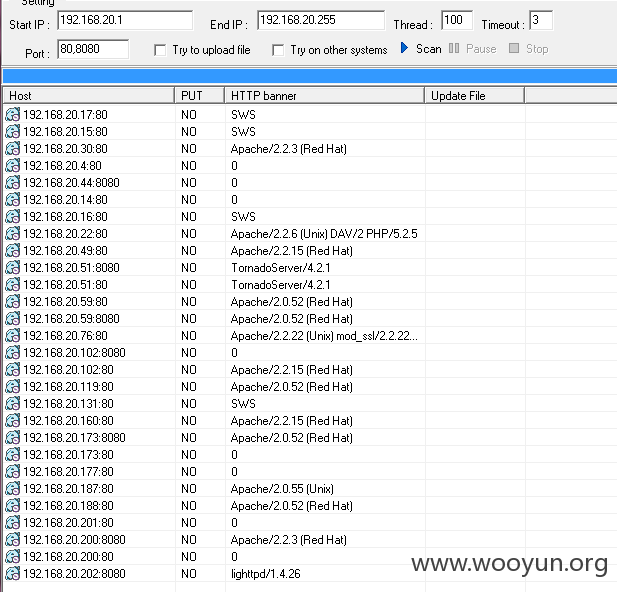 Setting
Start IP : 192.168.20.1 End IP : 192.168.20.255 Thread : 100 Timeout : 3
Port : 80,8080 Try to upload file Try on other systems Scan Pause Stop
Host PUT HTTP banner Update File
192.168.20.17:80 NO SWS
192.168.20.15:80 NO SWS
192.168.20.30:80 NO Apache/2.2.3 (Red Hat)
192.168.20.4:80 NO 0
192.168.20.44:8080 NO 0
192.168.20.14:80 NO 0
192.168.20.16:80 NO SWS
192.168.20.22:80 NO Apache/2.2.6 (Unix) DAV/2 PHP/5.2.5
192.168.20.49:80 NO Apache/2.2.15 (Red Hat)
192.168.20.51:8080 NO TornadoServer/4.2.1
192.168.20.51:80 NO TornadoServer/4.2.1
192.168.20.59:80 NO Apache/2.0.52 (Red Hat)
192.168.20.59:8080 NO Apache/2.0.52 (Red Hat)
192.168.20.76:80 NO Apache/2.2.22 (Unix) mod_ssl/2.2.22...
192.168.20.102:8080 NO 0
192.168.20.102:80 NO Apache/2.2.15 (Red Hat)
192.168.20.119:80 NO Apache/2.0.52 (Red Hat)
192.168.20.131:80 NO SWS
192.168.20.160:80 NO Apache/2.2.15 (Red Hat)
192.168.20.173:8080 NO Apache/2.0.52 (Red Hat)
192.168.20.173:80 NO 0
192.168.20.177:80 NO 0
192.168.20.187:80 NO Apache/2.0.55 (Unix)
192.168.20.188:80 NO Apache/2.0.52 (Red Hat)
192.168.20.201:80 NO 0
192.168.20.200:8080 NO Apache/2.2.3 (Red Hat)
192.168.20.200:80 NO 0
192.168.20.202:8080 NO lighttpd/1.4.26
www.wooyun.org